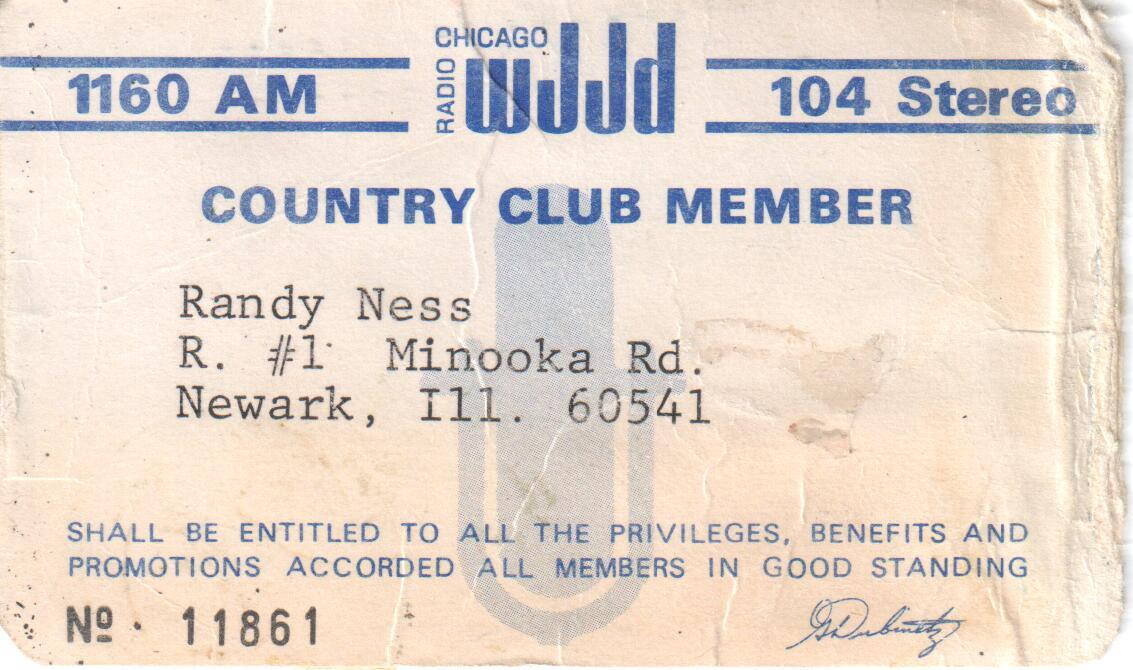 1160 AM
RADIO CHICAGO wJJd
104 Stereo
COUNTRY CLUB MEMBER
Randy Ness
R. #1 Minooka Rd.
Newark, Ill. 60541
SHALL BE ENTITLED TO ALL THE PRIVILEGES, BENEFITS AND
PROMOTIONS ACCORDED ALL MEMBERS IN GOOD STANDING
Nº · 11861